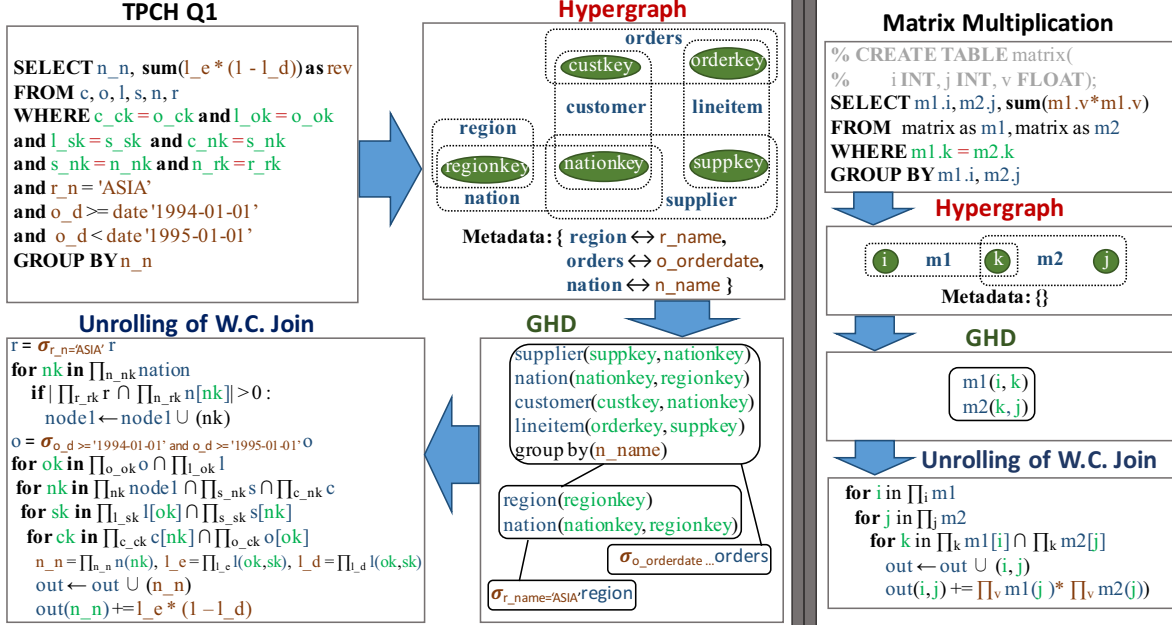 TPCH Q1
SELECT n_n, sum(l_e * (1 - l_d)) as rev
FROM c, o, l, s, n, r
WHERE c_ck = o_ck and l_ok = o_ok
and l_sk = s_sk and c_nk = s_nk
and s_nk = n_nk and n_rk = r_rk
and r_n = 'ASIA'
and o_d >= date '1994-01-01'
and o_d < date '1995-01-01'
GROUP BY n_n
Hypergraph
orders
custkey
orderkey
customer
lineitem
region
regionkey
nationkey
suppkey
nation
supplier
Metadata: { region ↔ r_name,
orders ↔ o_orderdate,
nation ↔ n_name }
GHD
supplier(suppkey, nationkey)
nation(nationkey, regionkey)
customer(custkey, nationkey)
lineitem(orderkey, suppkey)
group by(n_name)
region(regionkey)
nation(nationkey, regionkey)
σo_orderdate ... orders
σr_name='ASIA' region
Unrolling of W.C. Join
r = σr_n='ASIA' r
for nk in ∏n_nk nation
if | ∏r_rk r ∩ ∏n_rk n[nk]| > 0 :
node1 ← node1 ∪ (nk)
o = σo_d >= '1994-01-01' and o_d >= '1995-01-01' o
for ok in ∏o_ok o ∩ ∏l_ok l
for nk in ∏nk node1 ∩ ∏s_nk s ∩ ∏c_nk c
for sk in ∏l_sk l[ok] ∩ ∏s_sk s[nk]
for ck in ∏c_ck c[nk] ∩ ∏o_ck o[ok]
n_n = ∏n_n n(nk), l_e = ∏l_e l(ok,sk), l_d = ∏l_d l(ok,sk)
out ← out ∪ (n_n)
out(n_n) += l_e * (1 – l_d)
Matrix Multiplication
% CREATE TABLE matrix(
% i INT, j INT, v FLOAT);
SELECT m1.i, m2.j, sum(m1.v*m1.v)
FROM matrix as m1, matrix as m2
WHERE m1.k = m2.k
GROUP BY m1.i, m2.j
Hypergraph
i m1 k m2 j
Metadata: {}
GHD
m1(i, k)
m2(k, j)
Unrolling of W.C. Join
for i in ∏i m1
for j in ∏j m2
for k in ∏k m1[i] ∩ ∏k m2[j]
out ← out ∪ (i, j)
out(i,j) += ∏v m1(j )* ∏v m2(j))